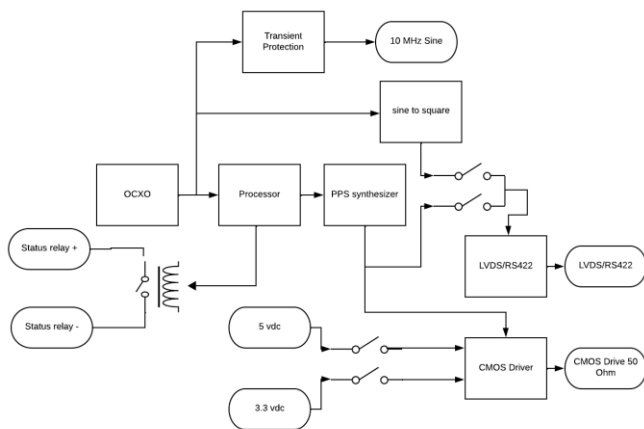 Transient
Protection
10 MHz Sine
sine to square
OCXO
Processor
PPS synthesizer
Status relay +
LVDS/RS422
LVDS/RS422
Status relay -
5 vdc
CMOS Driver
CMOS Drive 50
Ohm
3.3 vdc